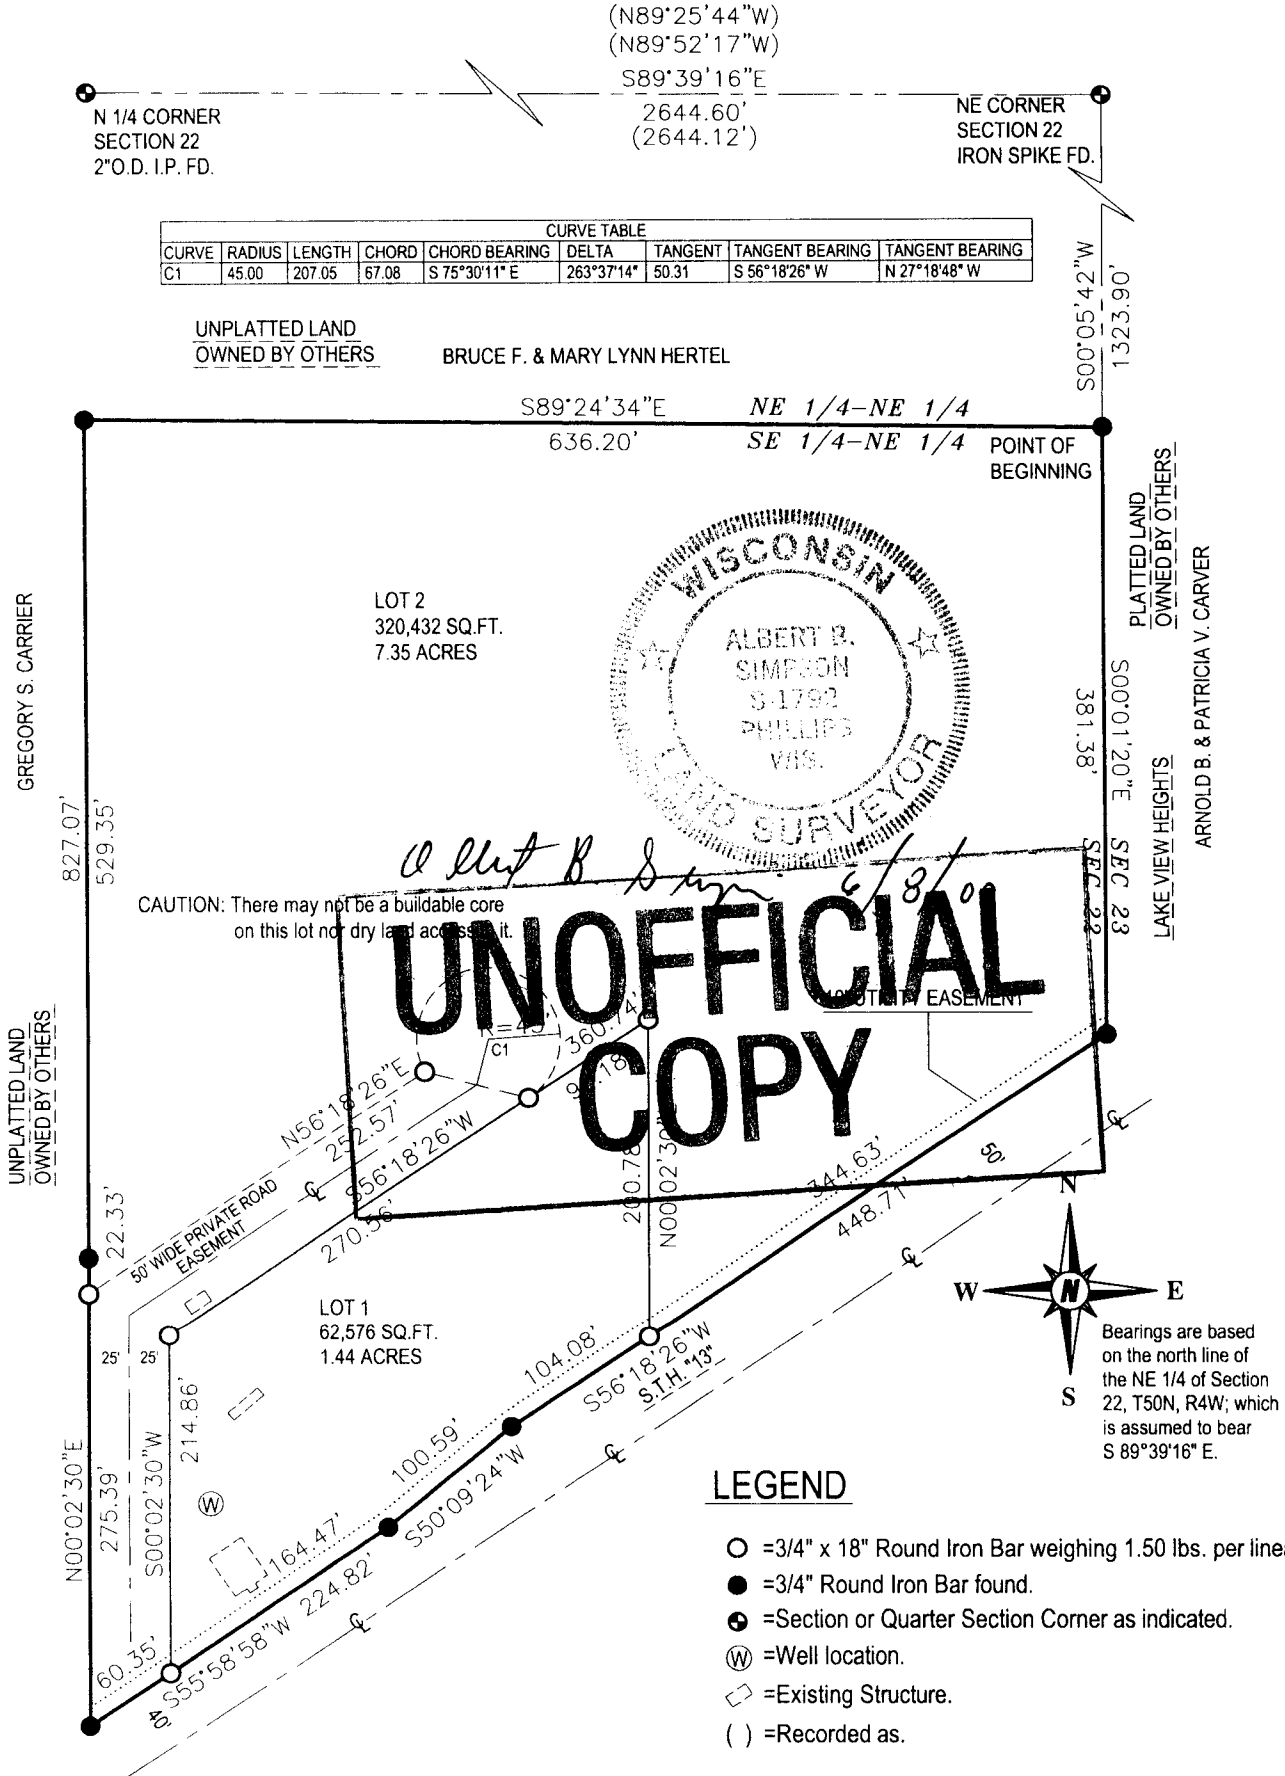 (N89°25'44"W)
(N89°52'17"W)
S89°39'16"E
2644.60'
(2644.12')
N 1/4 CORNER
SECTION 22
2"O.D. I.P. FD.
NE CORNER
SECTION 22
IRON SPIKE FD.
CURVE TABLE
CURVE RADIUS LENGTH CHORD CHORD BEARING DELTA TANGENT TANGENT BEARING TANGENT BEARING
C1 45.00 207.05 67.08 S 75°30'11" E 263°37'14" 50.31 S 56°18'26" W N 27°18'48" W
S00°05'42"W
1323.90'
UNPLATTED LAND
OWNED BY OTHERS
BRUCE F. & MARY LYNN HERTEL
S89°24'34"E
636.20'
NE 1/4-NE 1/4
SE 1/4-NE 1/4
POINT OF
BEGINNING
PLATTED LAND
OWNED BY OTHERS
ARNOLD B. & PATRICIA V. CARVER
LAKE VIEW HEIGHTS
S00°01'20"E
381.38'
SEC 23
SEC 22
LOT 2
320,432 SQ.FT.
7.35 ACRES
WISCONSIN
ALBERT B.
SIMPSON
S-1792
PHILLIPS
WIS.
LAND SURVEYOR
GREGORY S. CARRIER
827.07'
529.35'
CAUTION: There may not be a buildable core
on this lot nor dry land access to it.
UNOFFICIAL
COPY
10' UTILITY EASEMENT
R=45'
C1
360.74'
UNPLATTED LAND
OWNED BY OTHERS
N56°18'26"E
252.57'
S56°18'26"W
270.56'
22.33'
50' WIDE PRIVATE ROAD
EASEMENT
200.78'
N00°02'30"
344.63'
448.71'
50'
N
W
N
E
S
LOT 1
62,576 SQ.FT.
1.44 ACRES
25'
25'
104.08'
S56°18'26"W
S.T.H. "13"
Bearings are based
on the north line of
the NE 1/4 of Section
22, T50N, R4W; which
is assumed to bear
S 89°39'16" E.
N00°02'30"E
275.39'
S00°02'30"W
214.86'
W
100.59'
S50°09'24"W
164.47'
224.82'
S55°58'58"W
60.35'
40'
LEGEND
=3/4" x 18" Round Iron Bar weighing 1.50 lbs. per
=3/4" Round Iron Bar found.
=Section or Quarter Section Corner as indicated.
W =Well location.
=Existing Structure.
( ) =Recorded as.